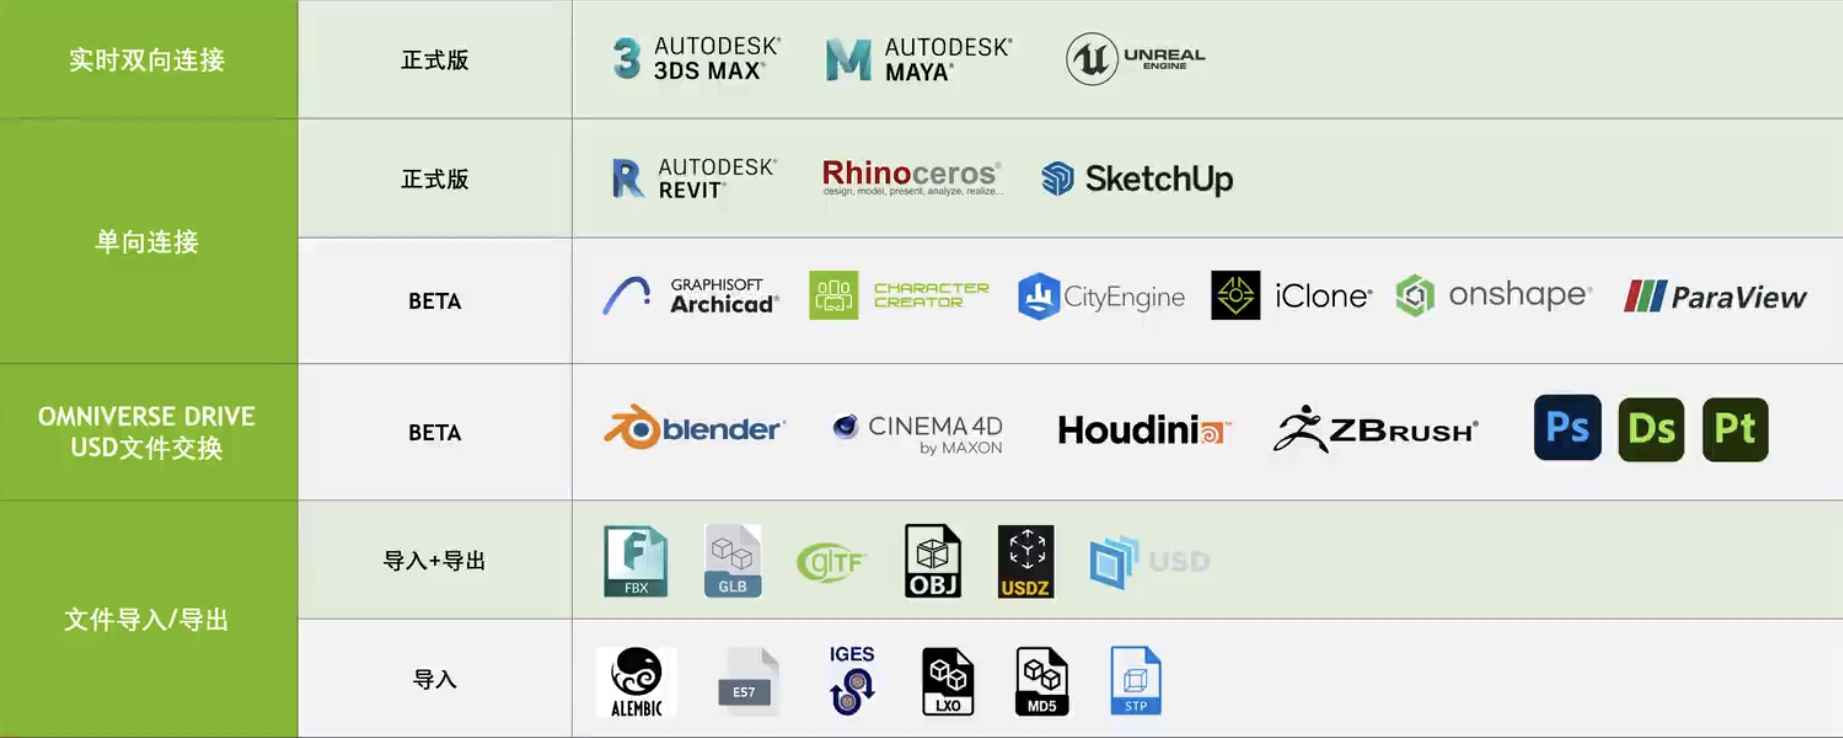 实时双向连接
正式版
3 AUTODESK®
3DS MAX®
M AUTODESK®
MAYA®
UNREAL
ENGINE
单向连接
正式版
R AUTODESK®
REVIT®
Rhinoceros®
design, model, present, analyze, realize...
SketchUp
BETA
GRAPHISOFT
Archicad®
CHARACTER
CREATOR
CityEngine
iClone®
onshape®
ParaView
OMNIVERSE DRIVE
USD文件交换
BETA
blender®
CINEMA 4D
by MAXON
Houdini™
ZBRUSH®
Ps
Ds
Pt
文件导入/导出
导入+导出
F
FBX
GLB
glTF
OBJ
USDZ
USD
导入
ALEMBIC
ES7
IGES
LXO
MD5
STP